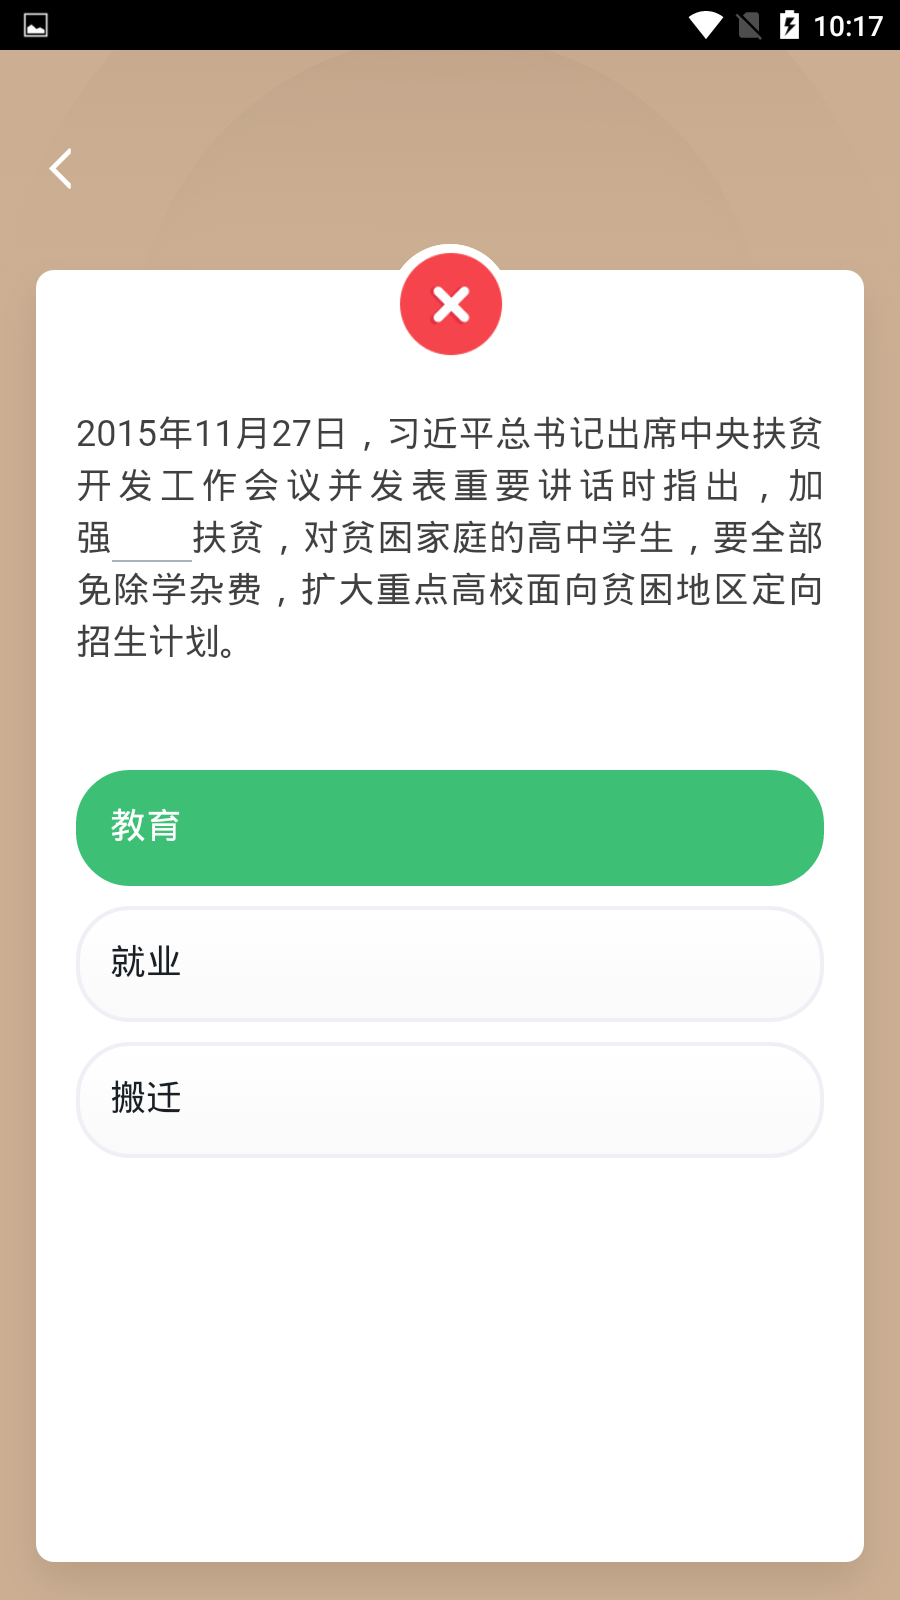 10:17
2015年11月27日，习近平总书记出席中央扶贫
开发工作会议并发表重要讲话时指出，加
强____扶贫，对贫困家庭的高中学生，要全部
免除学杂费，扩大重点高校面向贫困地区定向
招生计划。
教育
就业
搬迁